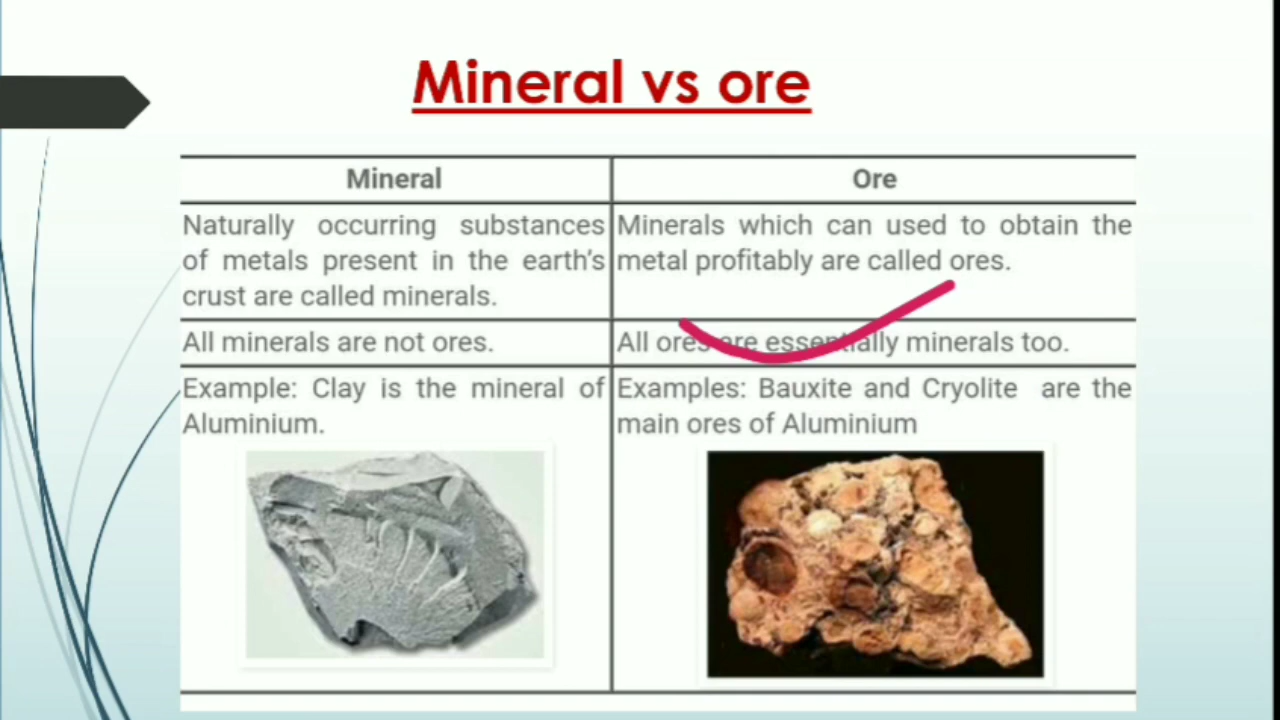 Mineral vs ore
Mineral
Ore
Naturally occurring substances
of metals present in the earth's
crust are called minerals.
Minerals which can used to obtain the
metal profitably are called ores.
All minerals are not ores.
All ores are essentially minerals too.
Example: Clay is the mineral of
Aluminium.
Examples: Bauxite and Cryolite are the
main ores of Aluminium